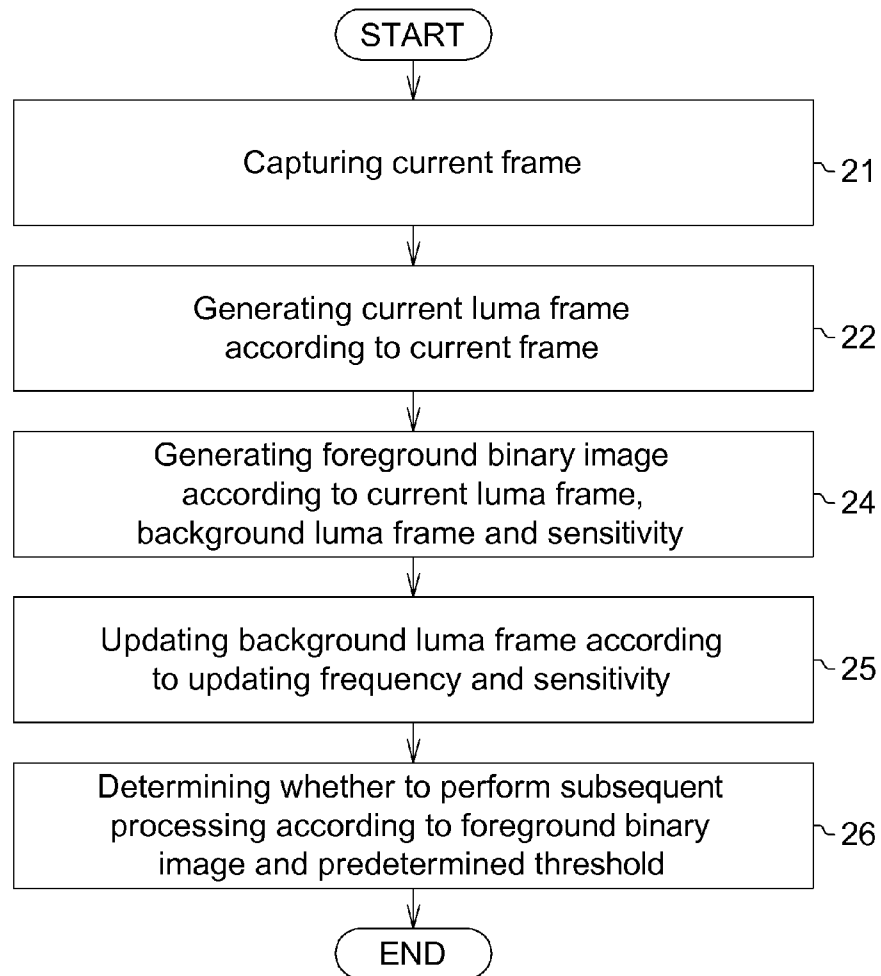 START
Capturing current frame
21
Generating current luma frame
according to current frame
22
Generating foreground binary image
according to current luma frame,
background luma frame and sensitivity
24
Updating background luma frame according
to updating frequency and sensitivity
25
Determining whether to perform subsequent
processing according to foreground binary
image and predetermined threshold
26
END